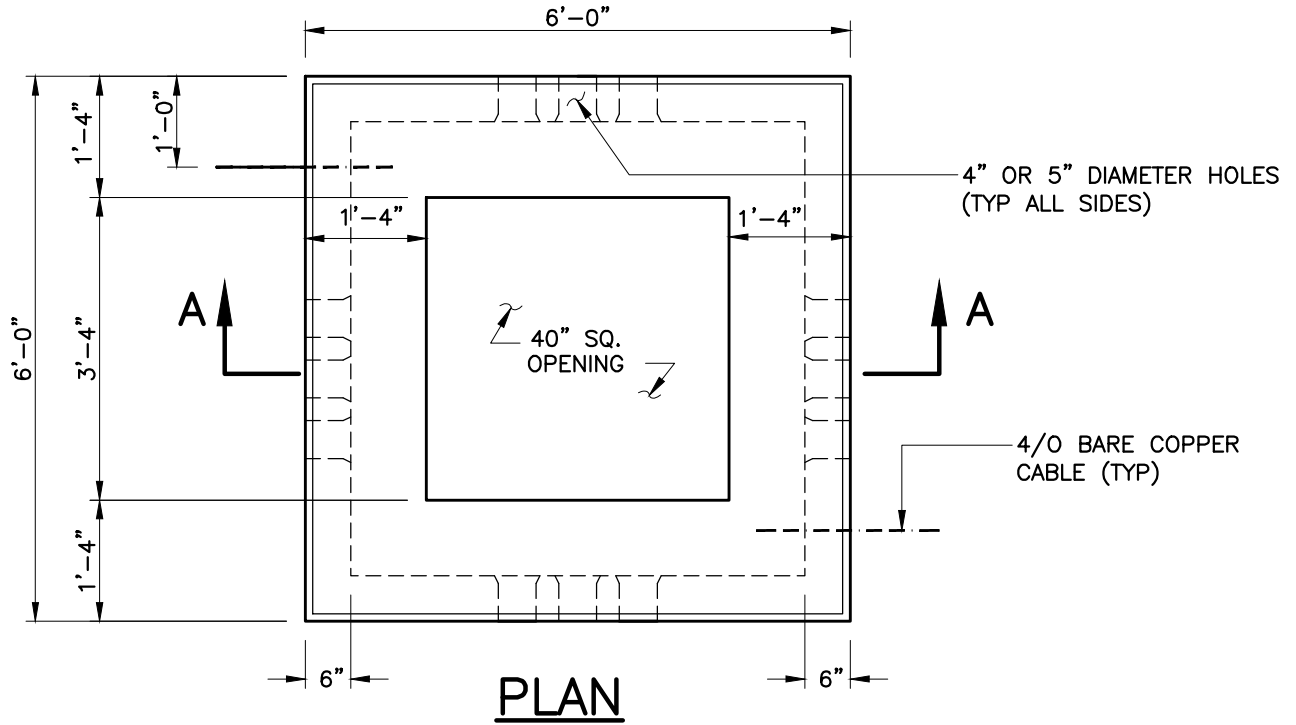 6'-0"
1'-4"
1'-0"
4" OR 5" DIAMETER HOLES
(TYP ALL SIDES)
1'-4"
1'-4"
A
A
6'-0"
3'-4"
40" SQ.
OPENING
4/0 BARE COPPER
CABLE (TYP)
1'-4"
6"
6"
PLAN